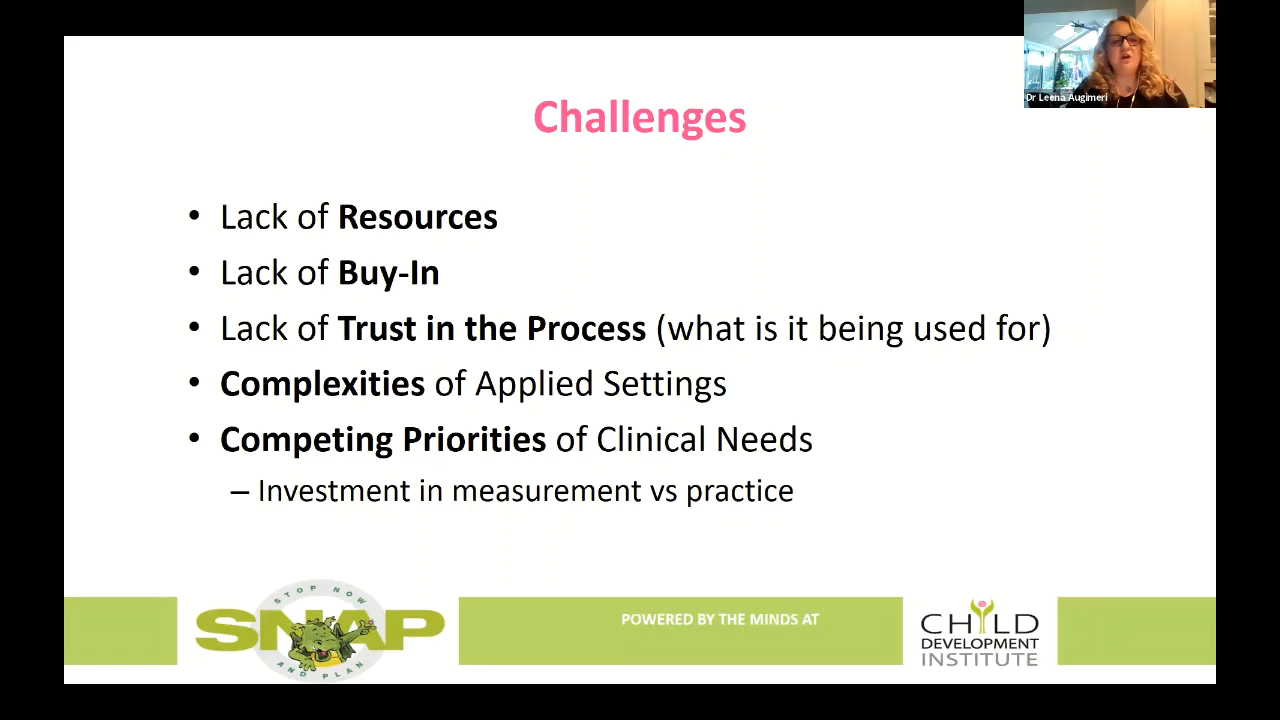 Dr Leena Augimeri
Challenges
• Lack of Resources
• Lack of Buy-In
• Lack of Trust in the Process (what is it being used for)
• Complexities of Applied Settings
• Competing Priorities of Clinical Needs
– Investment in measurement vs practice
STOP NOW
SNAP
AND PLAN
POWERED BY THE MINDS AT
CHILD
DEVELOPMENT
INSTITUTE